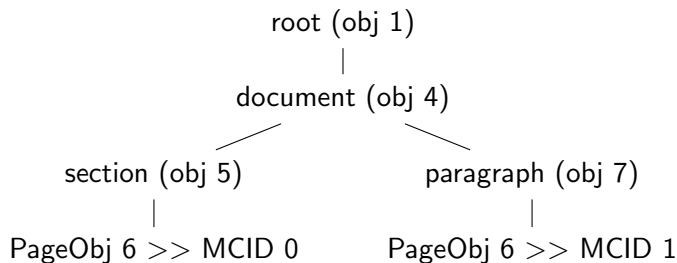 root (obj 1)
document (obj 4)
section (obj 5) paragraph (obj 7)
PageObj 6 >> MCID 0 PageObj 6 >> MCID 1